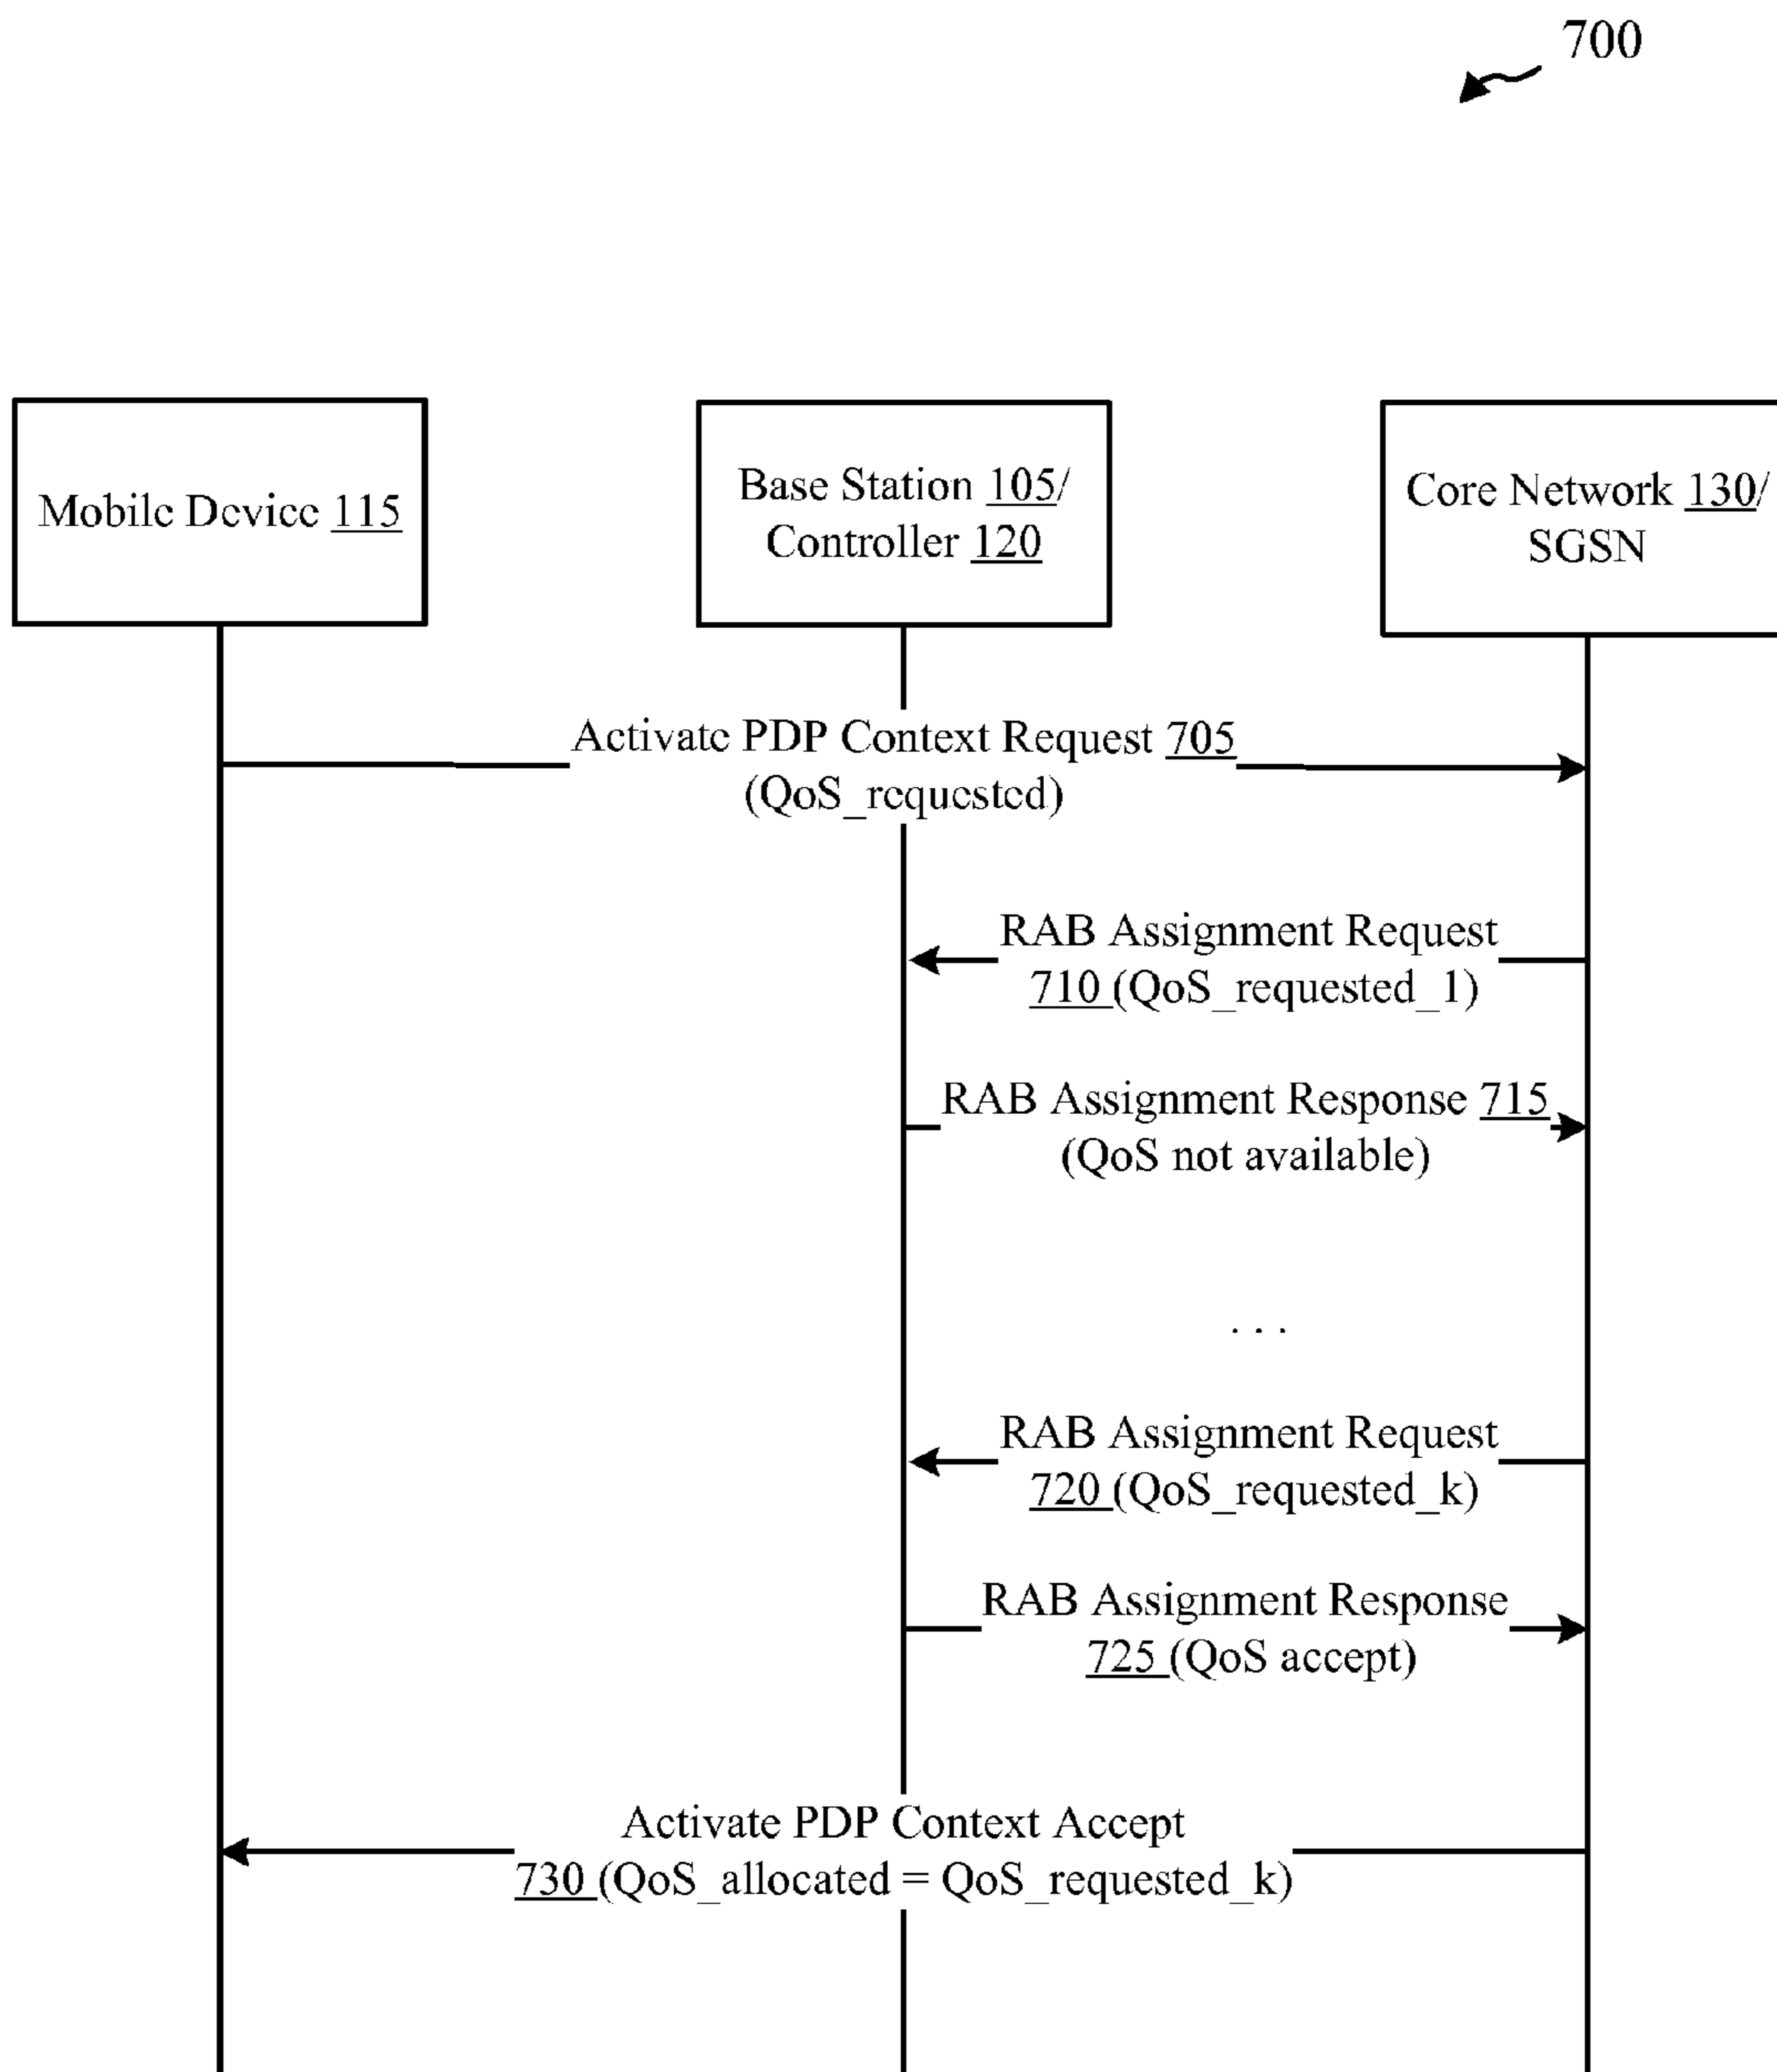 700
Mobile Device 115
Base Station 105/
Controller 120
Core Network 130/
SGSN
Activate PDP Context Request 705
(QoS_requested)
RAB Assignment Request
710 (QoS_requested_1)
RAB Assignment Response 715
(QoS not available)
. . .
RAB Assignment Request
720 (QoS_requested_k)
RAB Assignment Response
725 (QoS accept)
Activate PDP Context Accept
730 (QoS_allocated = QoS_requested_k)